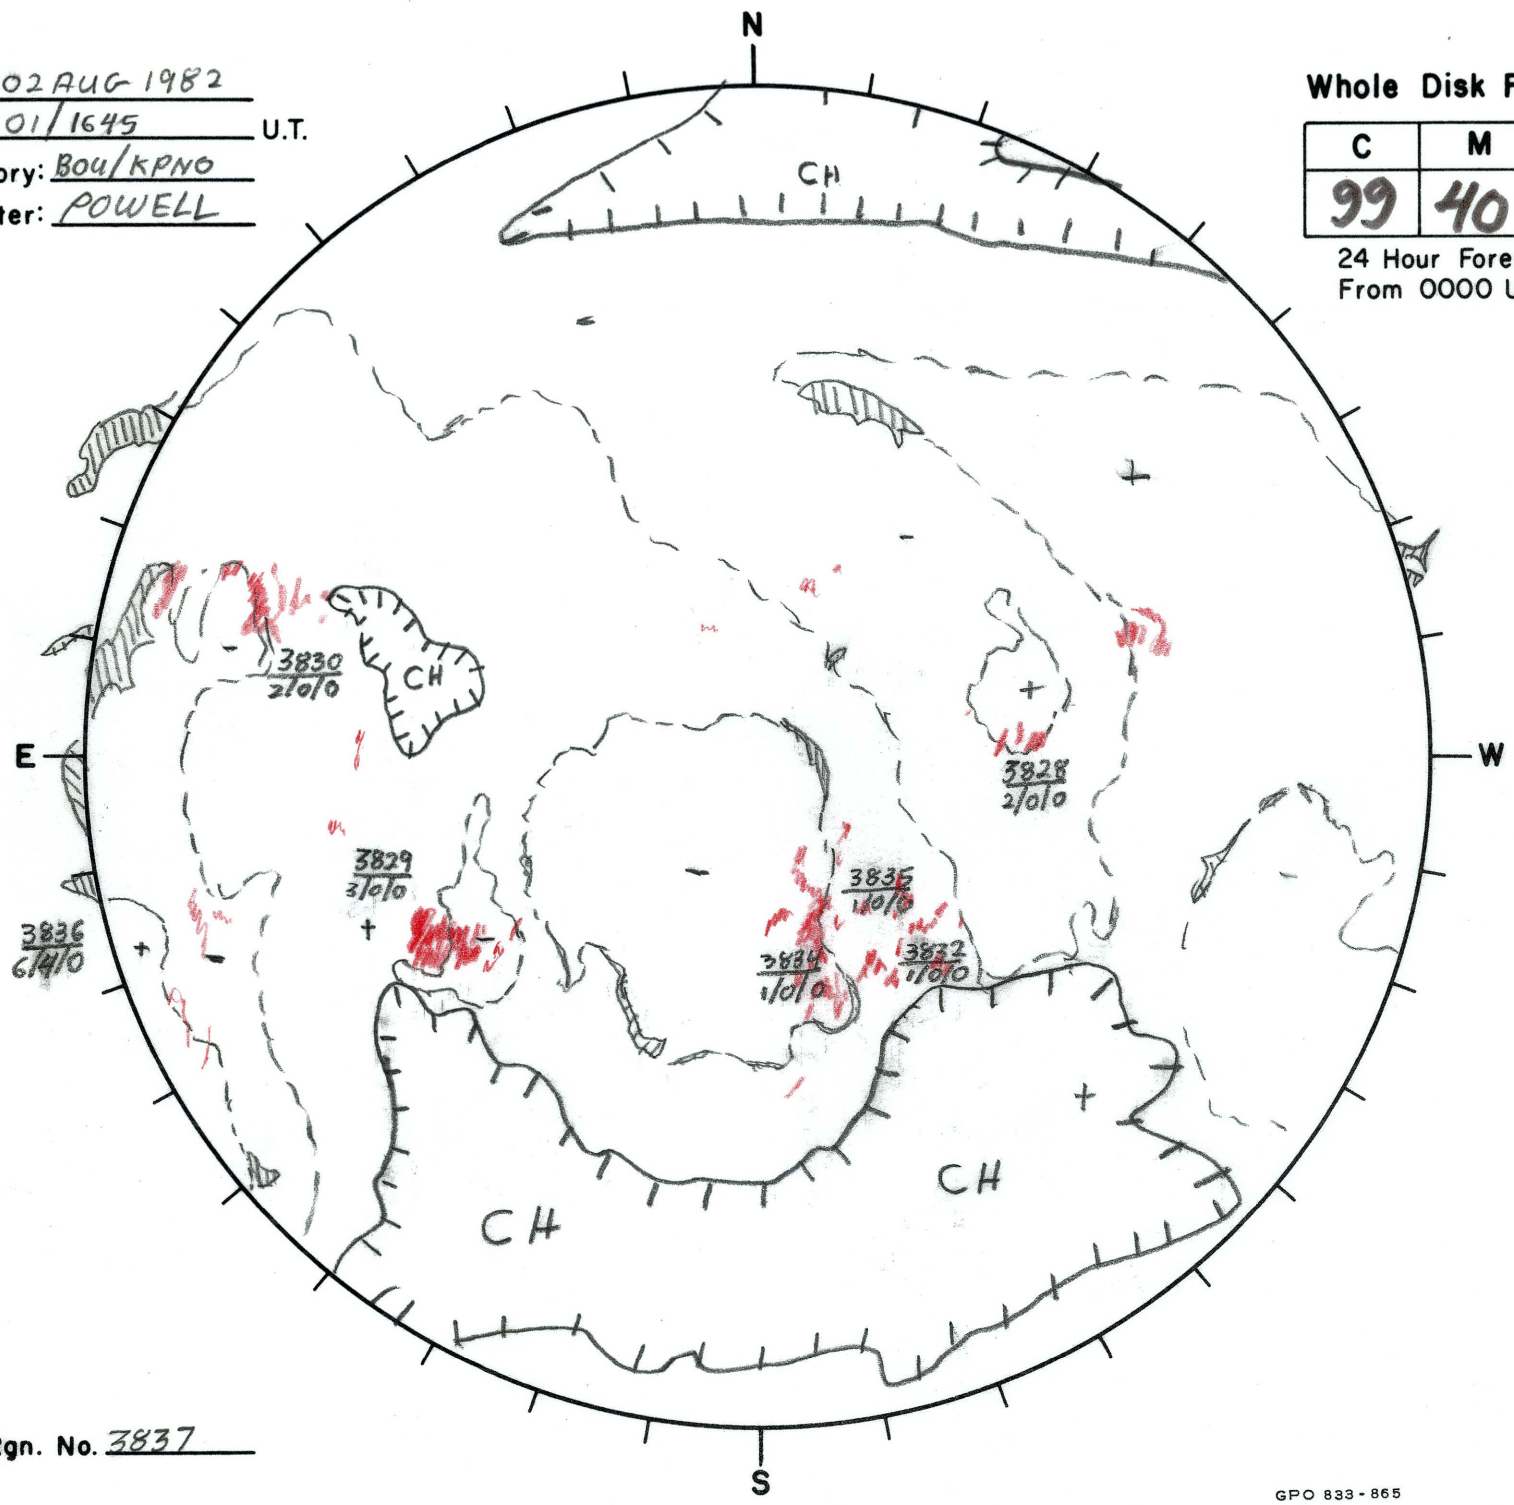 N
02 AUG 1982
01/1645 U.T.
ory: BOU/KPNO
ter: POWELL
Whole Disk F
C M
99 40
24 Hour Fore
From 0000 U
CH
+
-
-
3830
2/0/0
-
CH
+
3828
2/0/0
E
W
3829
3/0/0
+
-
-
3835
1/0/0
3834
1/0/0
3832
1/0/0
-
3836
6/4/0
+
-
+
CH
CH
gn. No. 3837
S
GPO 833-865